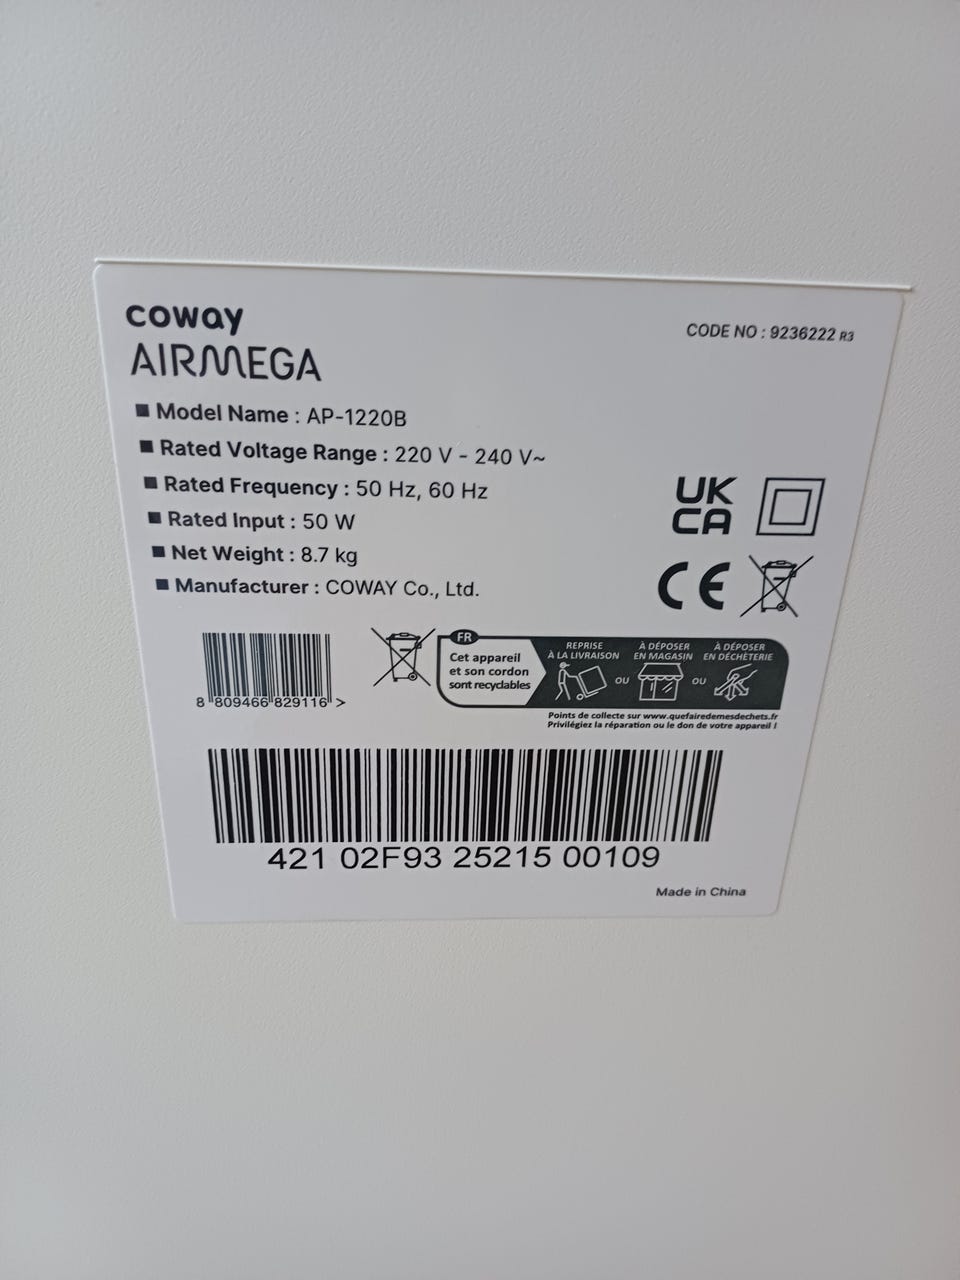 coway
AIRMEGA
CODE NO : 9236222 R3
■ Model Name : AP-1220B
■ Rated Voltage Range : 220 V - 240 V~
■ Rated Frequency : 50 Hz, 60 Hz
■ Rated Input : 50 W
■ Net Weight : 8.7 kg
■ Manufacturer : COWAY Co., Ltd.
UK
CA
CE
8 809466 829116 >
FR
Cet appareil
et son cordon
sont recyclables
REPRISE
À LA LIVRAISON
OU
À DÉPOSER
EN MAGASIN
OU
À DÉPOSER
EN DÉCHÈTERIE
Points de collecte sur www.quefairedemesdechets.fr
Privilégiez la réparation ou le don de votre appareil !
421 02F93 25215 00109
Made in China